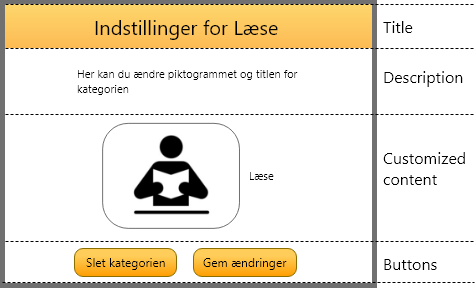 Indstillinger for Læse
Title
Her kan du ændre piktogrammet og titlen for
kategorien
Description
Læse
Customized
content
Slet kategorien
Gem ændringer
Buttons